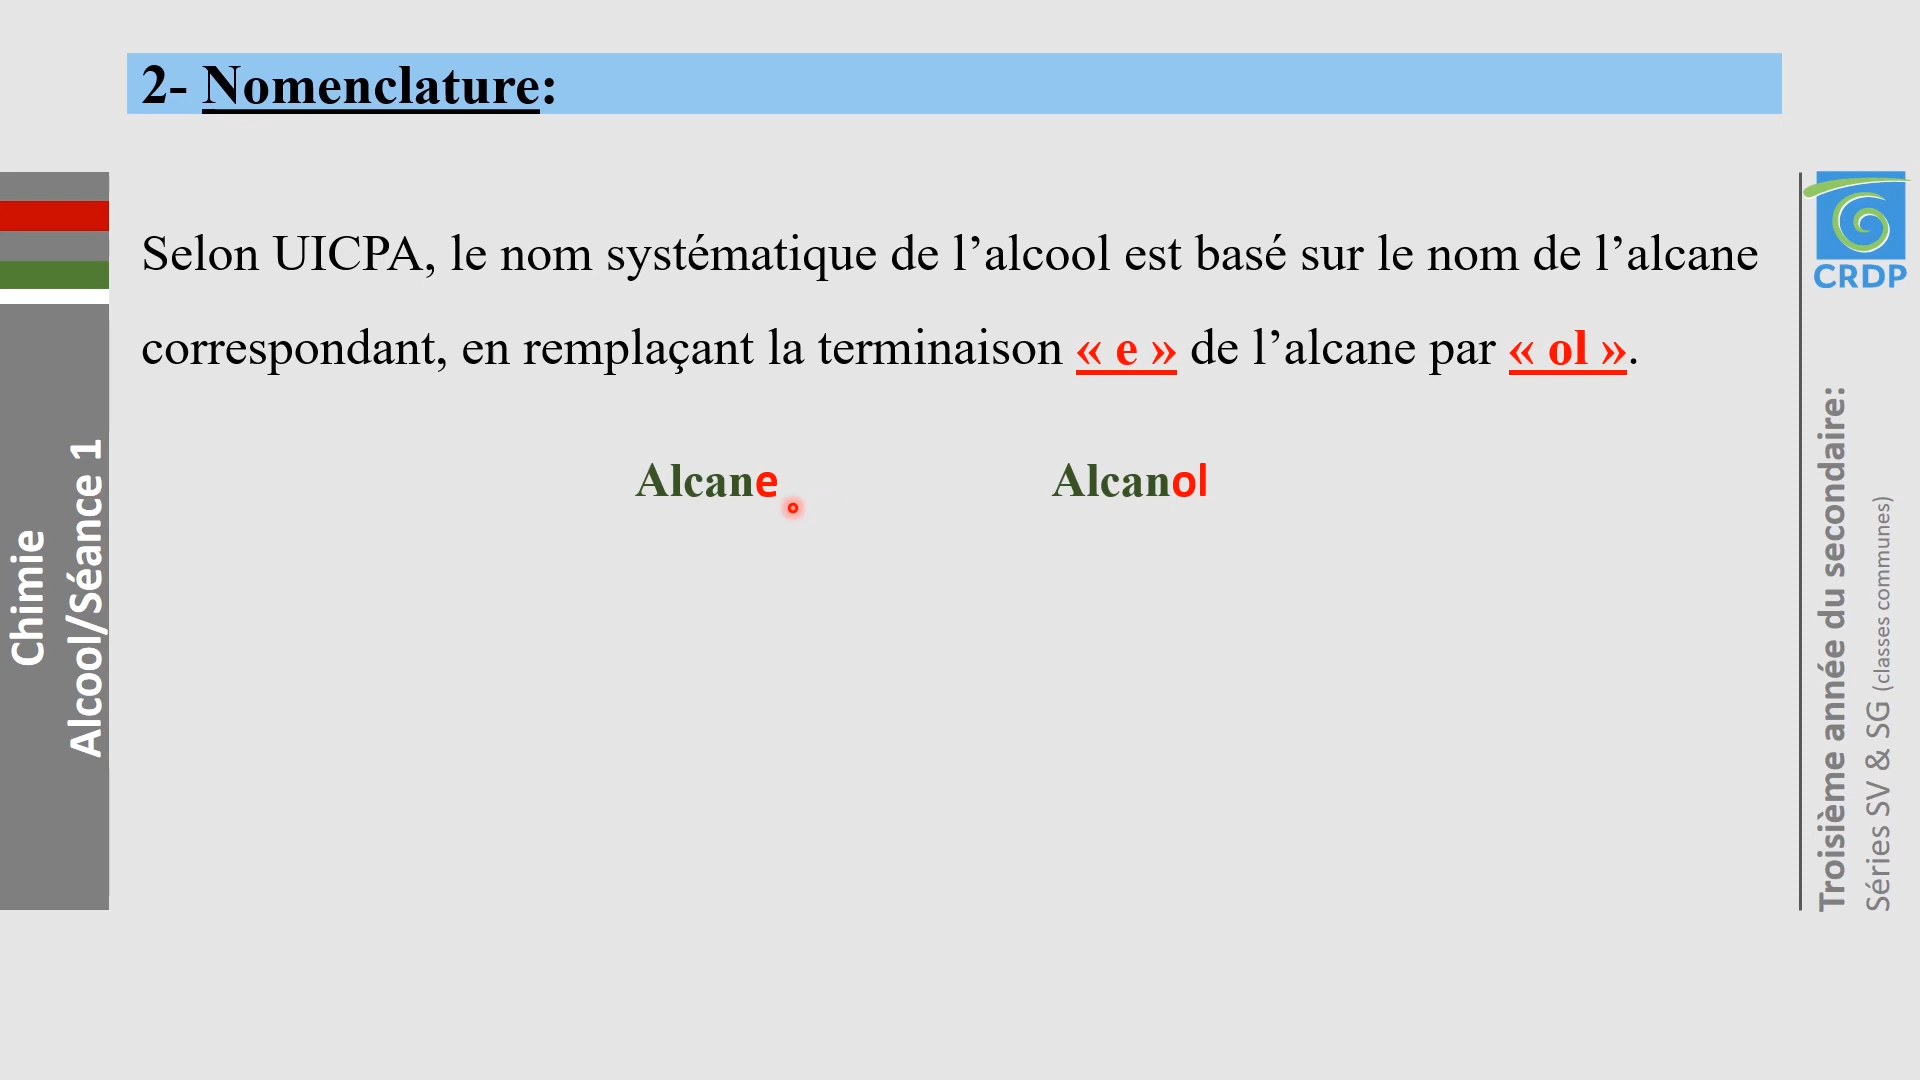 2- Nomenclature:
Selon UICPA, le nom systématique de l’alcool est basé sur le nom de l’alcane
correspondant, en remplaçant la terminaison « e » de l’alcane par « ol ».
Alcane
Alcanol
Chimie
Alcool/Séance 1
CRDP
Troisième année du secondaire:
Séries SV & SG (classes communes)